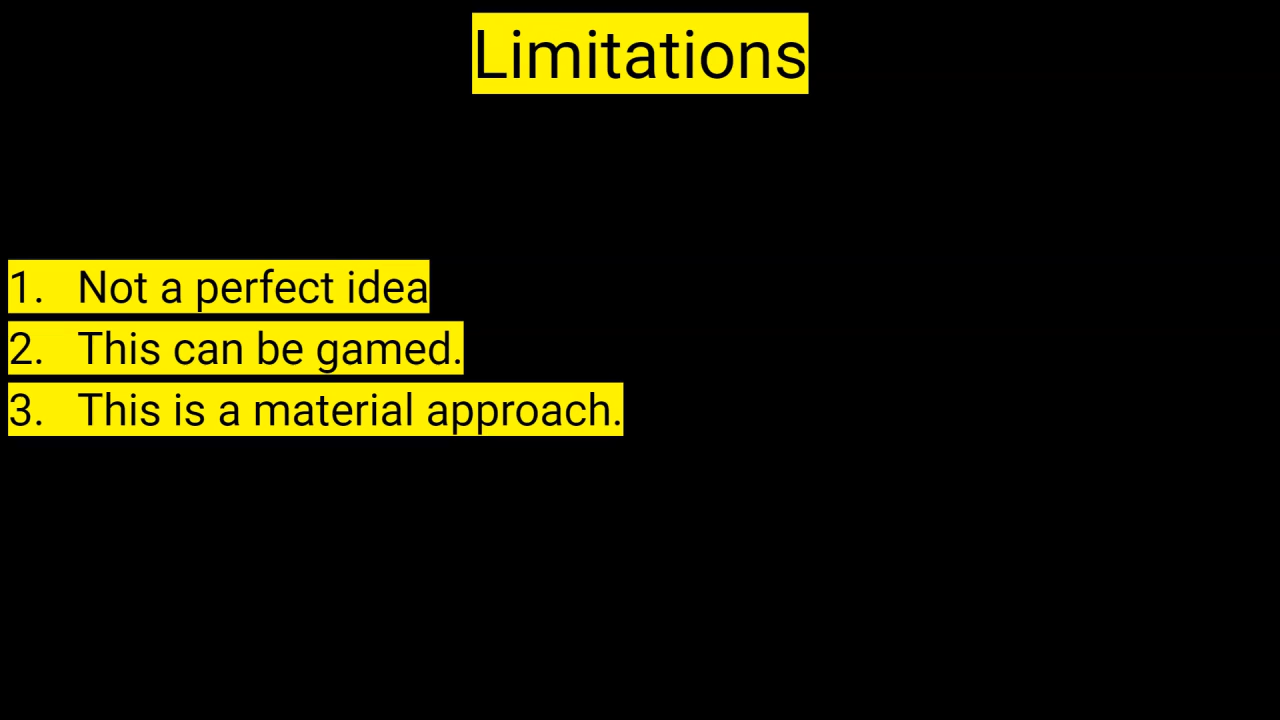 Limitations
1. Not a perfect idea
2. This can be gamed.
3. This is a material approach.